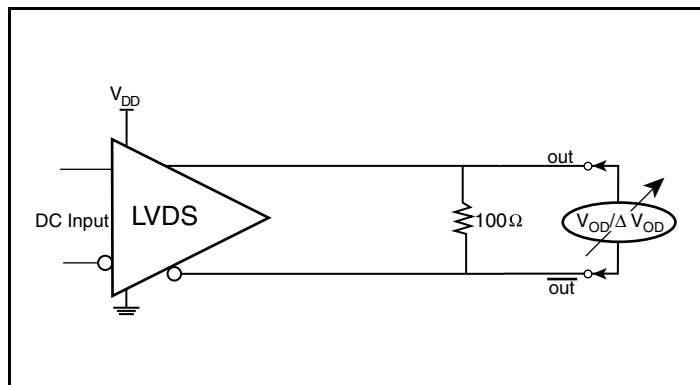 VDD
out
DC Input
LVDS
100Ω
VOD/Δ VOD
out